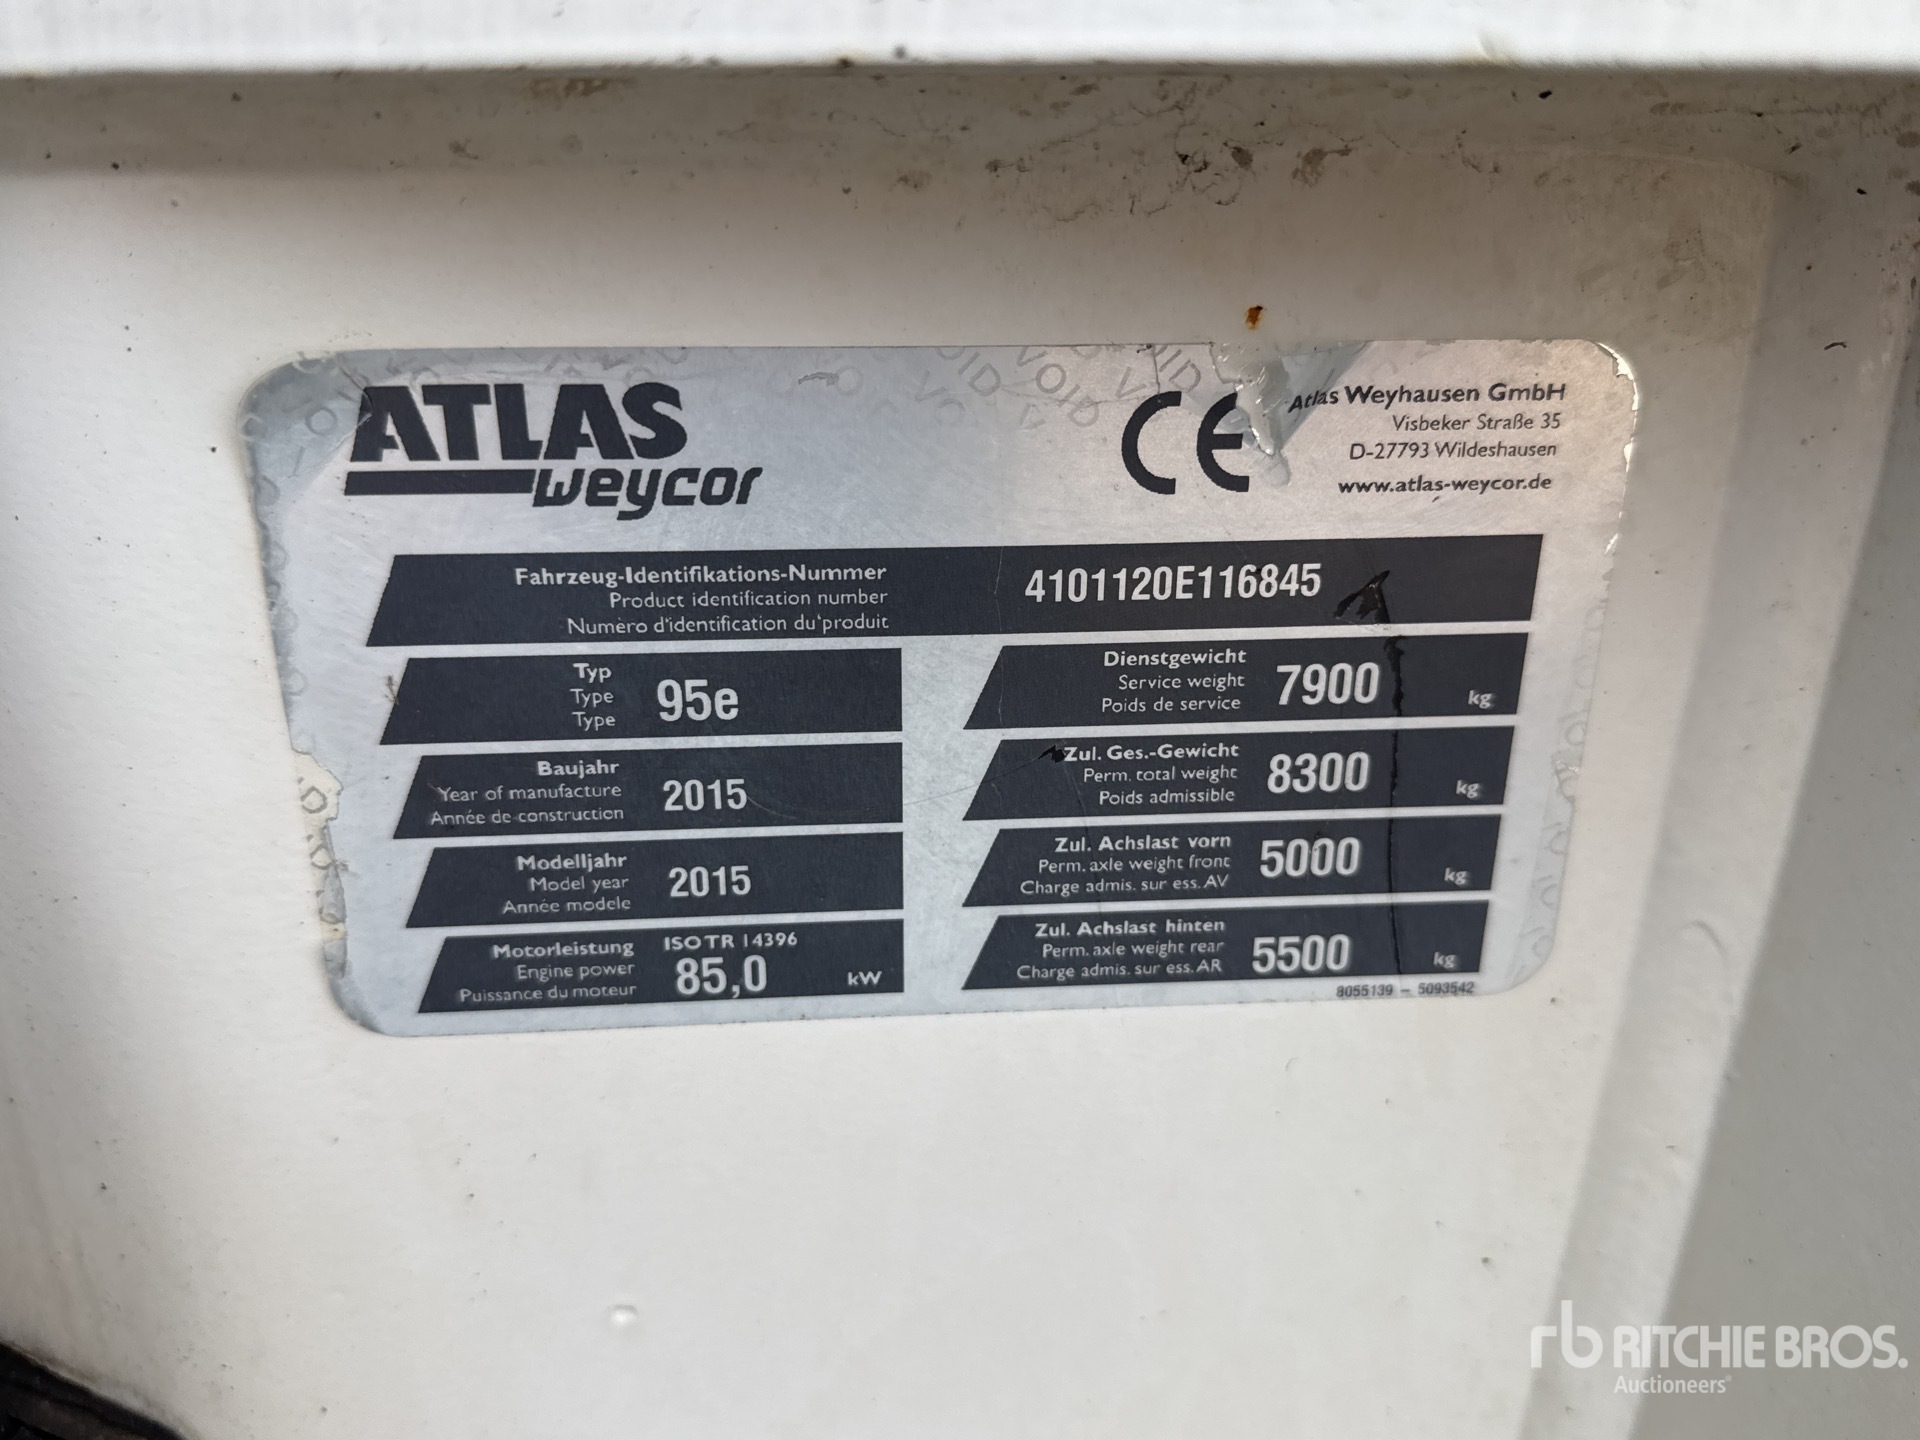 ATLAS
weycor
CE
Atlas Weyhausen GmbH
Visbeker Straße 35
D-27793 Wildeshausen
www.atlas-weycor.de
Fahrzeug-Identifikations-Nummer
Product identification number
Numéro d'identification du'produit
4101120E116845
Typ
Type
Type
95e
Baujahr
Year of manufacture
Année de construction
2015
Modelljahr
Model year
Année modele
2015
Motorleistung
Engine power
Puissance du moteur
ISO TR 14396
85,0 kW
Dienstgewicht
Service weight
Poids de service
7900 kg
Zul. Ges.-Gewicht
Perm. total weight
Poids admissible
8300 kg
Zul. Achslast vorn
Perm. axle weight front
Charge admis. sur ess. AV
5000 kg
Zul. Achslast hinten
Perm. axle weight rear
Charge admis. sur ess. AR
5500 kg
8055139 - 5093542
VOID
rb RITCHIE BROS.
Auctioneers